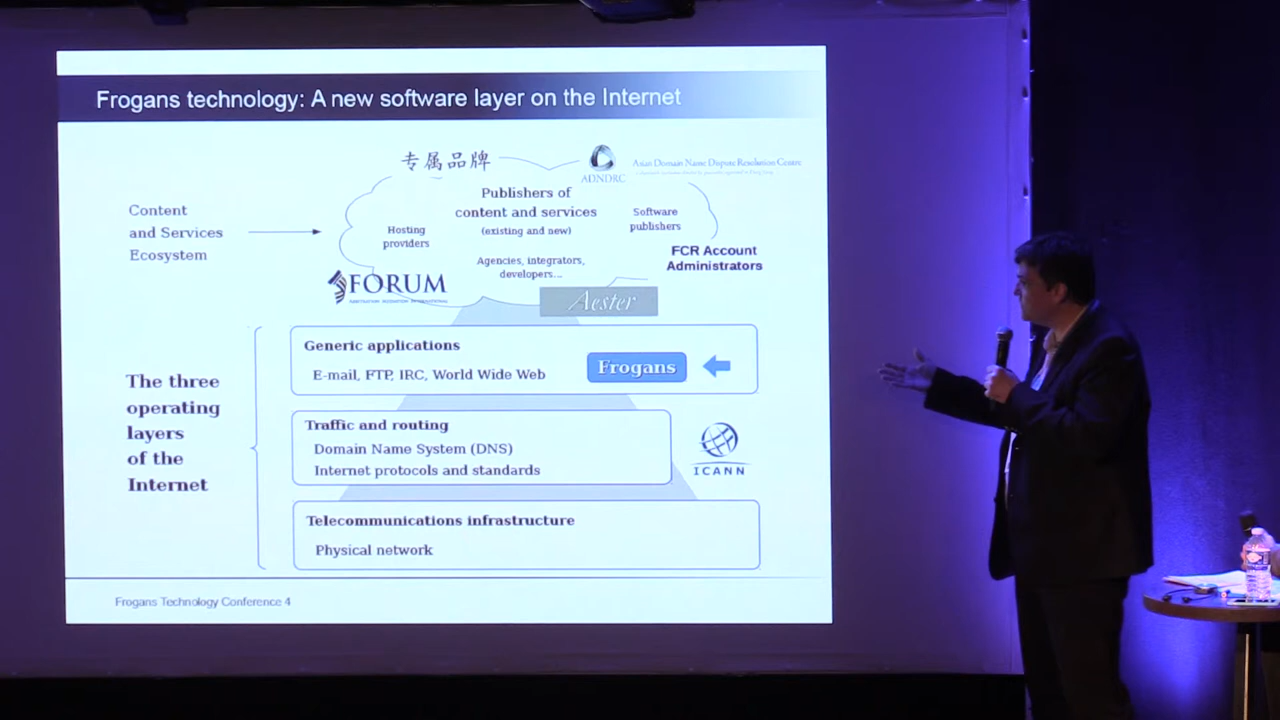 Frogans technology: A new software layer on the Internet
专属品牌
ADNDRC
Asian Domain Name Dispute Resolution Centre
Content
and Services
Ecosystem
Publishers of
content and services
(existing and new)
Hosting
providers
Software
publishers
Agencies, integrators,
developers...
FCR Account
Administrators
FORUM
Aester
The three
operating
layers
of the
Internet
Generic applications
E-mail, FTP, IRC, World Wide Web
Frogans
Traffic and routing
Domain Name System (DNS)
Internet protocols and standards
ICANN
Telecommunications infrastructure
Physical network
Frogans Technology Conference 4